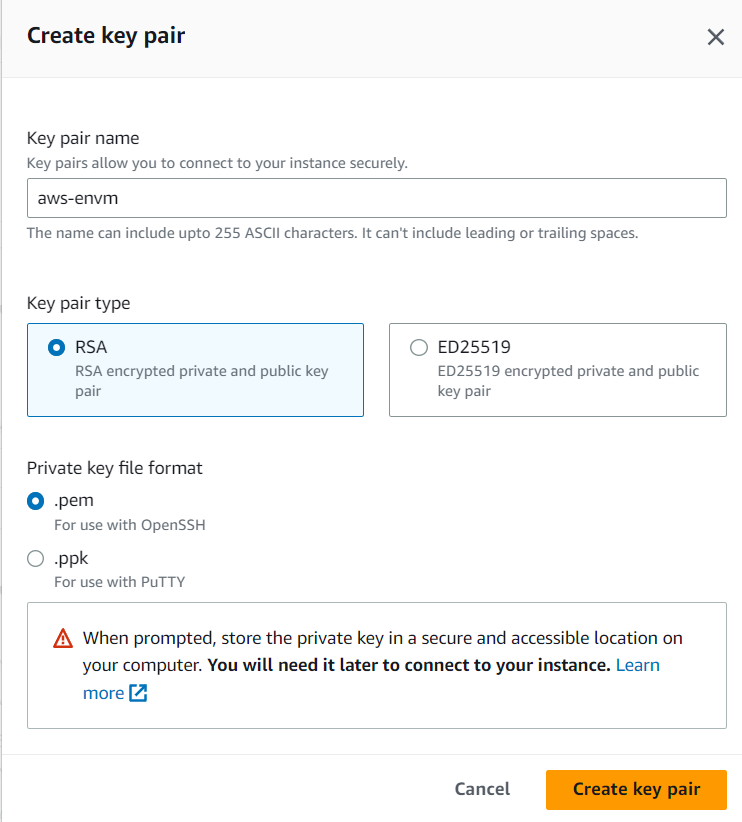 Create key pair
Key pair name
Key pairs allow you to connect to your instance securely.
aws-envm
The name can include upto 255 ASCII characters. It can't include leading or trailing spaces.
Key pair type
RSA
RSA encrypted private and public key
pair
ED25519
ED25519 encrypted private and public
key pair
Private key file format
.pem
For use with OpenSSH
.ppk
For use with PuTTY
When prompted, store the private key in a secure and accessible location on
your computer. You will need it later to connect to your instance. Learn
more
Cancel
Create key pair